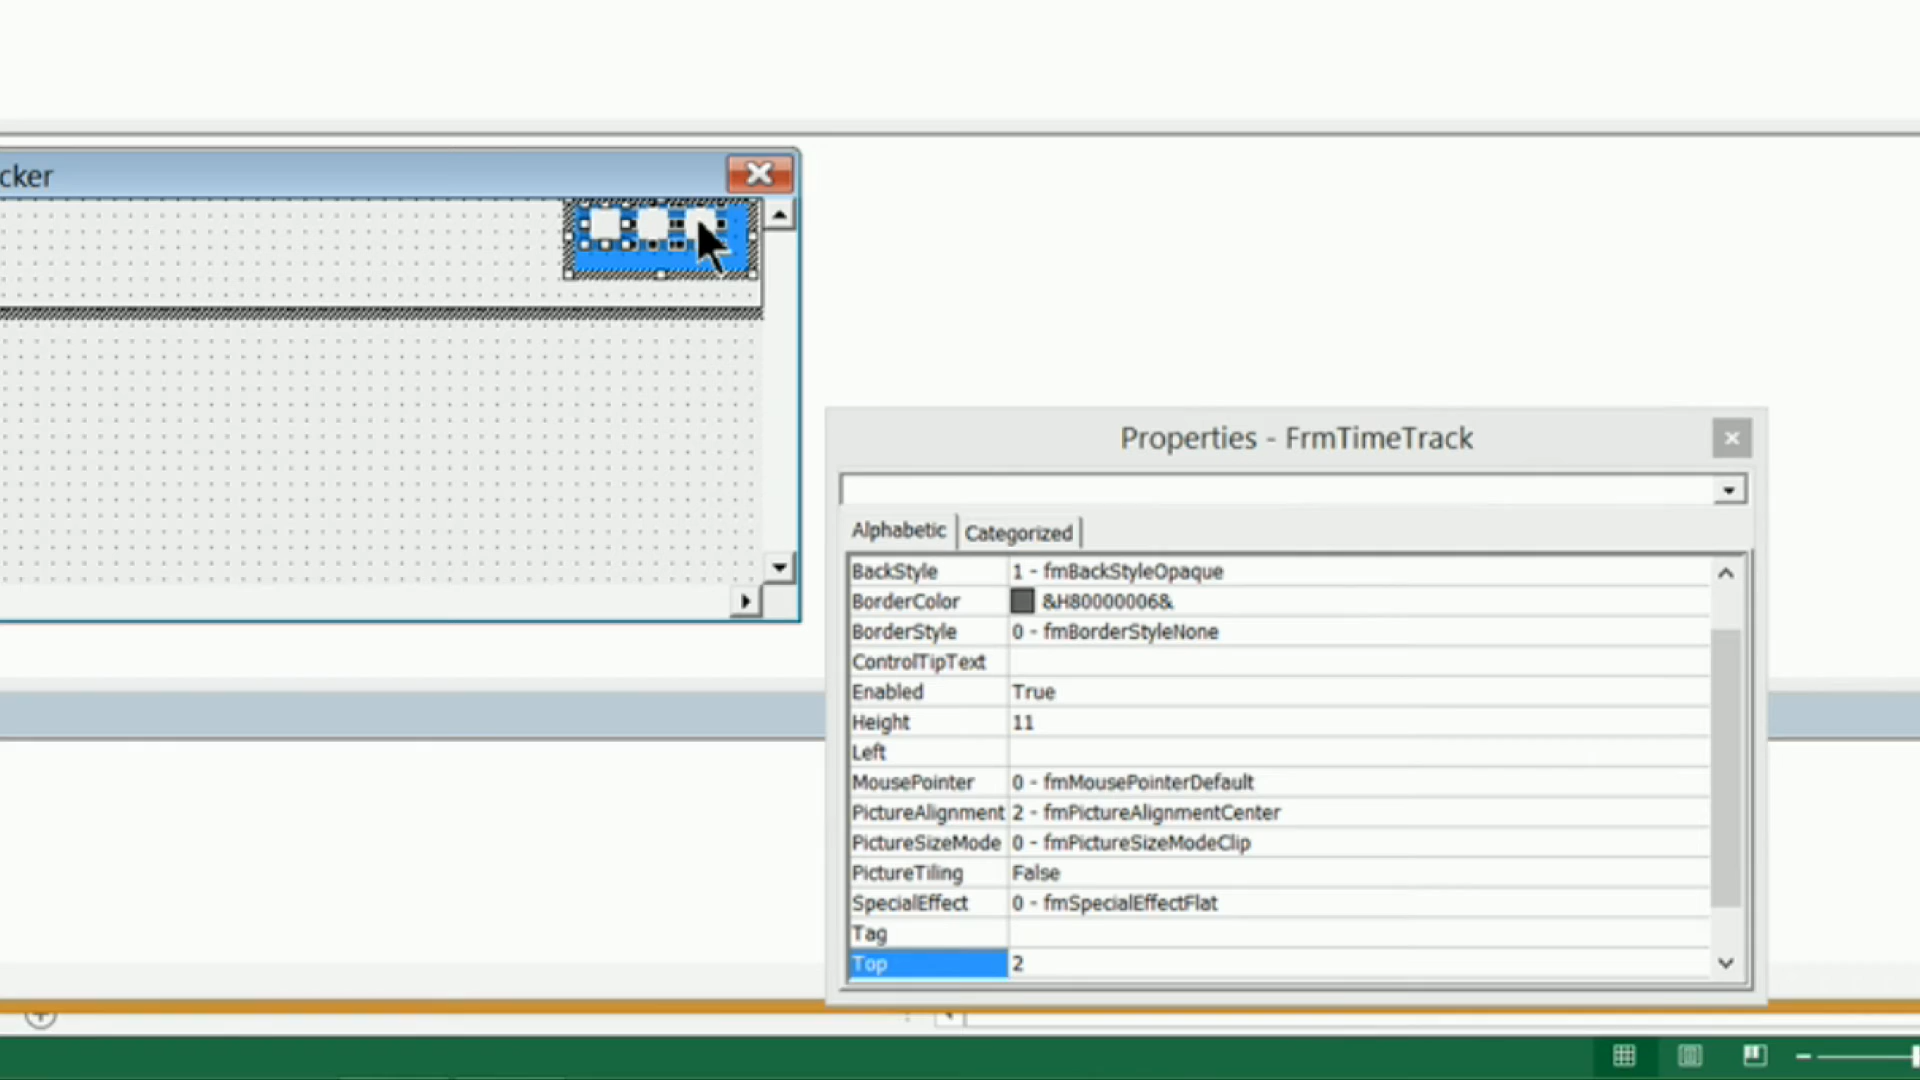 cker
Properties - FrmTimeTrack
Alphabetic Categorized
BackStyle 1 - fmBackStyleOpaque
BorderColor &H80000006&
BorderStyle 0 - fmBorderStyleNone
ControlTipText
Enabled True
Height 11
Left
MousePointer 0 - fmMousePointerDefault
PictureAlignment 2 - fmPictureAlignmentCenter
PictureSizeMode 0 - fmPictureSizeModeClip
PictureTiling False
SpecialEffect 0 - fmSpecialEffectFlat
Tag
Top 2